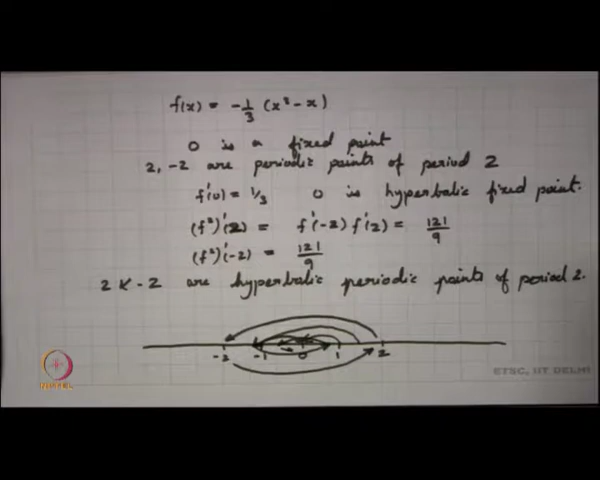 f(x) = -1/3 (x³ - x)
0 is a fixed point
2, -2 are periodic points of period 2
f'(0) = 1/3 0 is hyperbolic fixed point.
(f²)'(2) = f'(-2) f'(2) = 121/9
(f²)'(-2) = 121/9
2 & -2 are hyperbolic periodic points of period 2.
-2 -1 0 1 2
NPTEL
ETSC, IIT DELHI